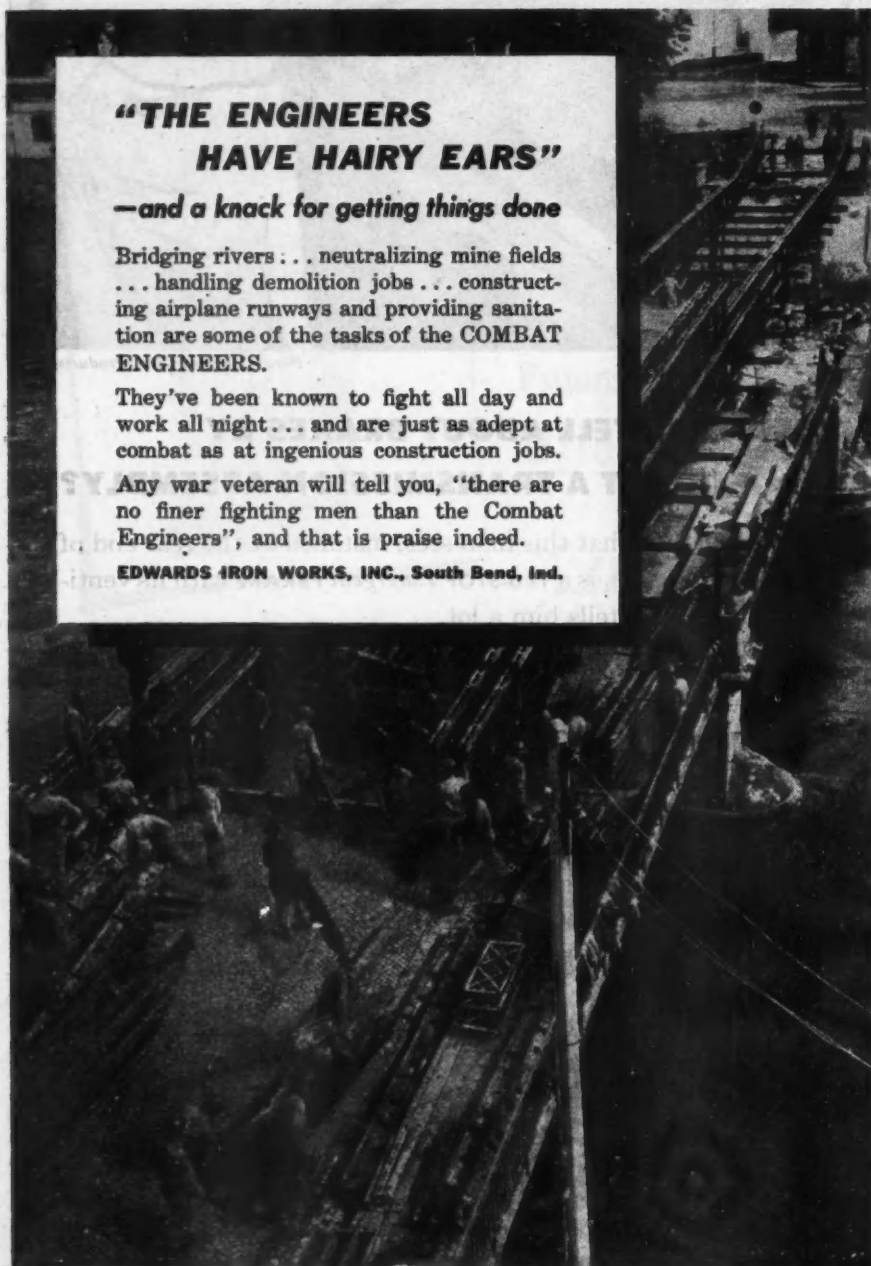 “THE ENGINEERS
HAVE HAIRY EARS”
—and a knack for getting things done
Bridging rivers . . . neutralizing mine fields
. . . handling demolition jobs . . . construct-
ing airplane runways and providing sanita-
tion are some of the tasks of the COMBAT
ENGINEERS.
They've been known to fight all day and
work all night . . . and are just as adept at
combat as at ingenious construction jobs.
Any war veteran will tell you, “there are
no finer fighting men than the Combat
Engineers”, and that is praise indeed.
EDWARDS IRON WORKS, INC., South Bend, Ind.